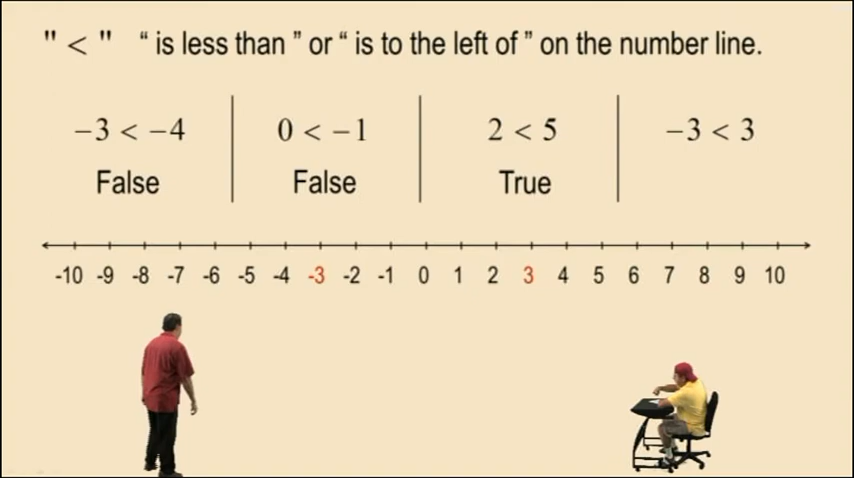 " < " “ is less than ” or “ is to the left of ” on the number line.
−3 < −4 0 < −1 2 < 5 −3 < 3
False False True
-10 -9 -8 -7 -6 -5 -4 -3 -2 -1 0 1 2 3 4 5 6 7 8 9 10